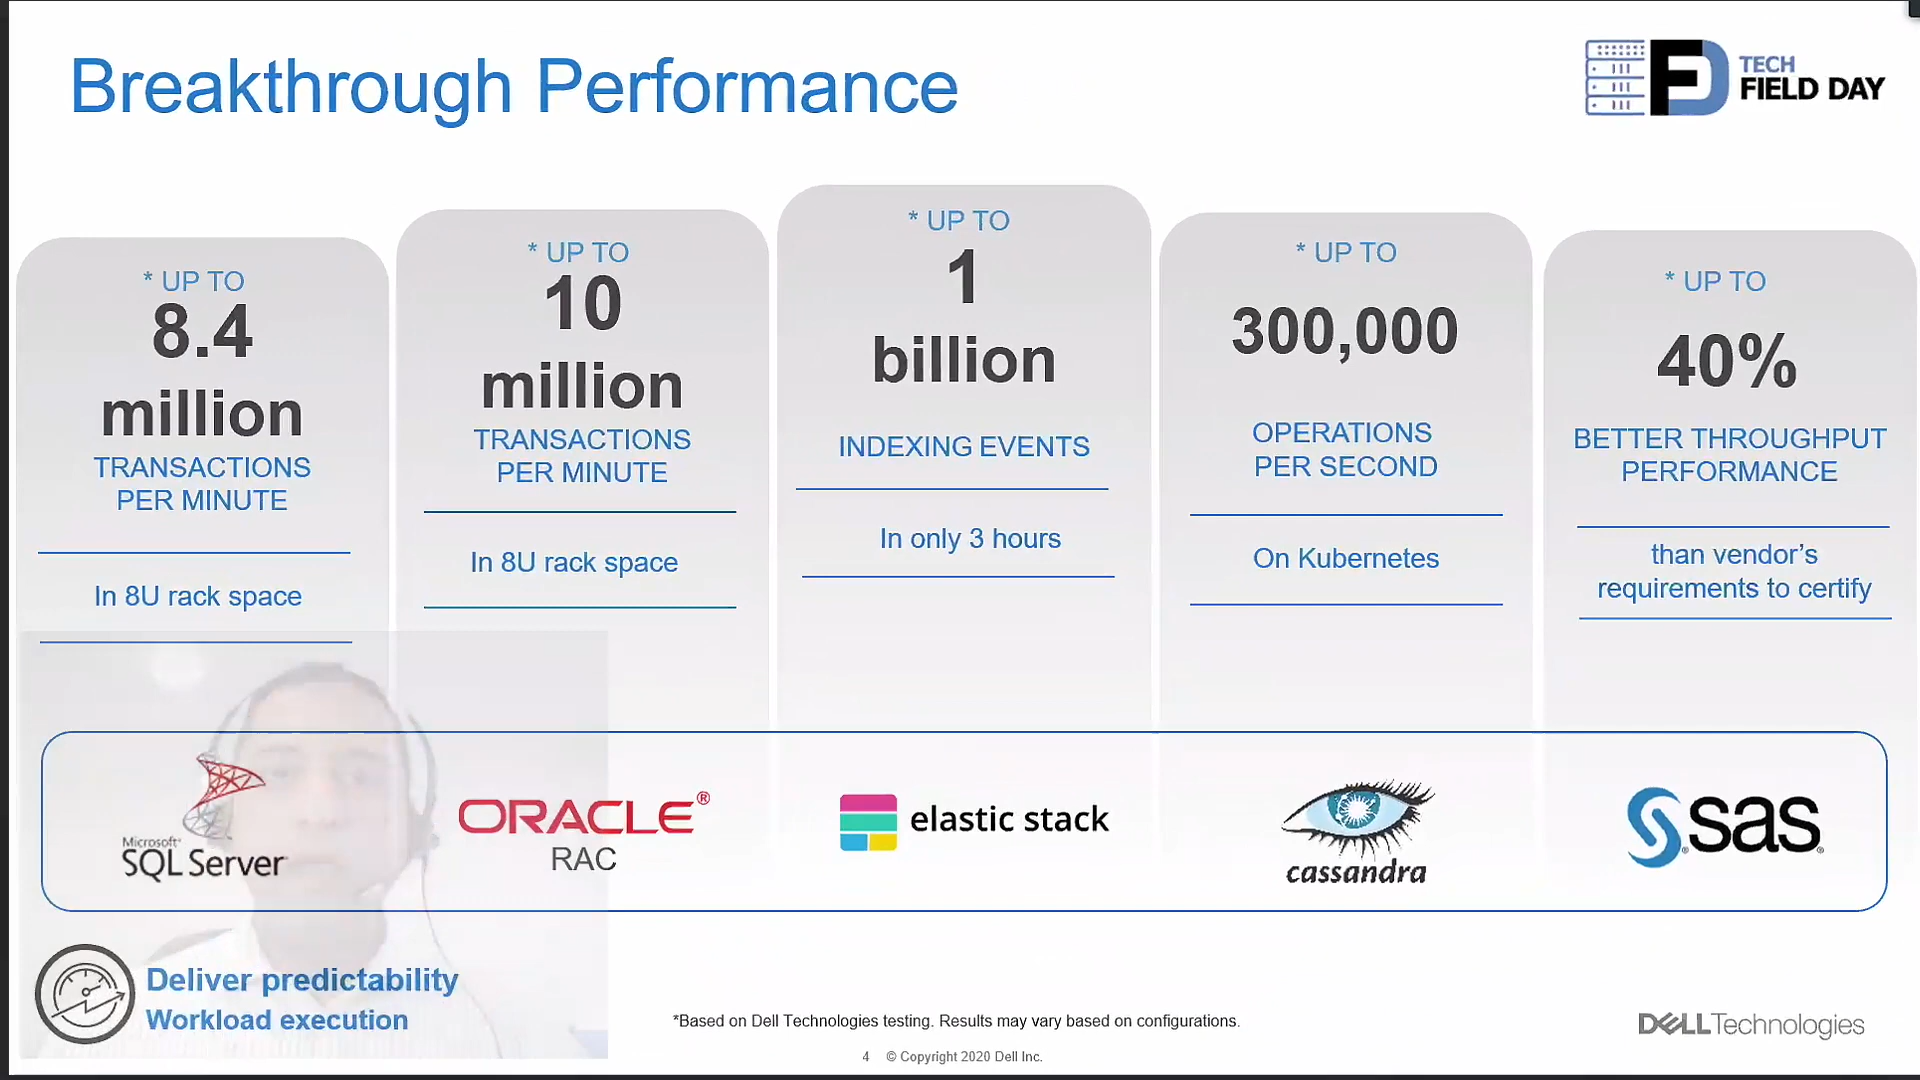 Breakthrough Performance
TECH
FIELD DAY
* UP TO
8.4
million
TRANSACTIONS
PER MINUTE
In 8U rack space
* UP TO
10
million
TRANSACTIONS
PER MINUTE
In 8U rack space
* UP TO
1
billion
INDEXING EVENTS
In only 3 hours
* UP TO
300,000
OPERATIONS
PER SECOND
On Kubernetes
* UP TO
40%
BETTER THROUGHPUT
PERFORMANCE
than vendor's
requirements to certify
Microsoft®
SQL Server
ORACLE®
RAC
elastic stack
cassandra
sas®
Deliver predictability
Workload execution
*Based on Dell Technologies testing. Results may vary based on configurations.
DELL Technologies
4 © Copyright 2020 Dell Inc.